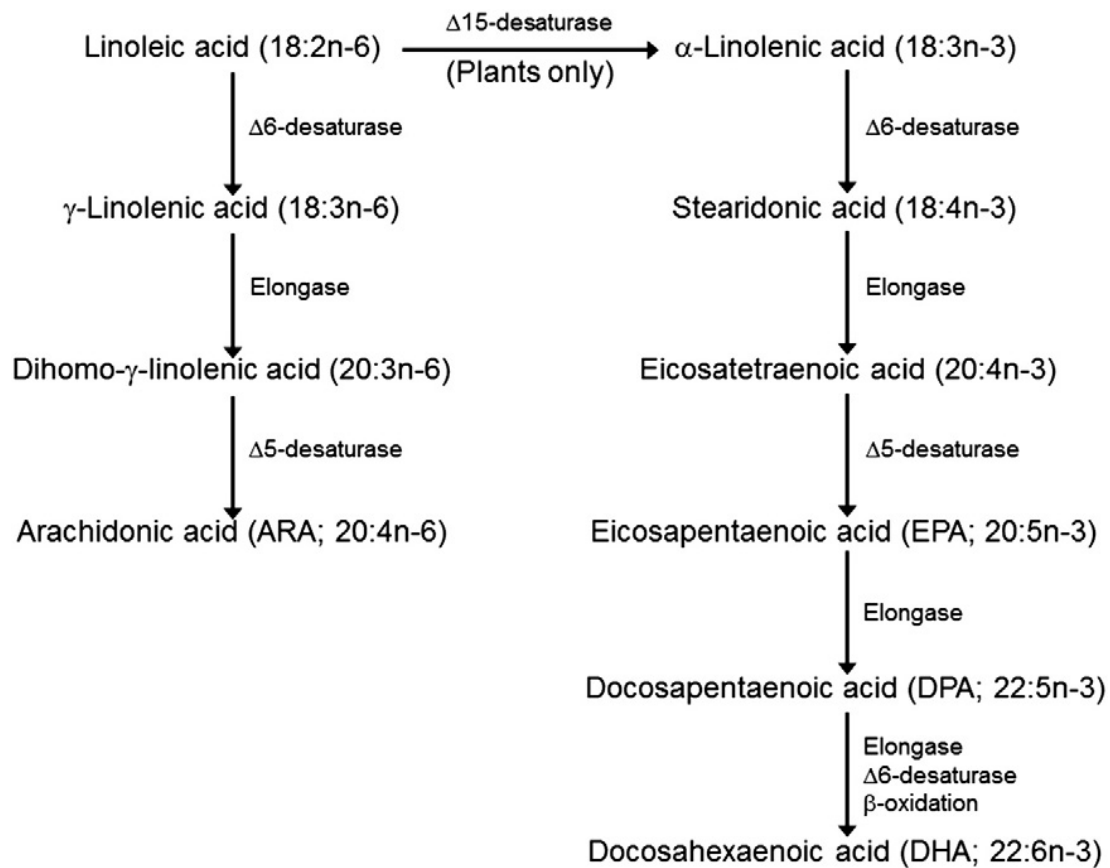 Linoleic acid (18:2n-6)
Δ15-desaturase
(Plants only)
α-Linolenic acid (18:3n-3)
Δ6-desaturase
Δ6-desaturase
γ-Linolenic acid (18:3n-6)
Stearidonic acid (18:4n-3)
Elongase
Elongase
Dihomo-γ-linolenic acid (20:3n-6)
Eicosatetraenoic acid (20:4n-3)
Δ5-desaturase
Δ5-desaturase
Arachidonic acid (ARA; 20:4n-6)
Eicosapentaenoic acid (EPA; 20:5n-3)
Elongase
Docosapentaenoic acid (DPA; 22:5n-3)
Elongase
Δ6-desaturase
β-oxidation
Docosahexaenoic acid (DHA; 22:6n-3)